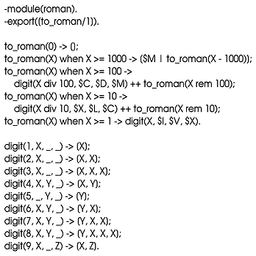 -module(roman).
-export((to_roman/1)).
to_roman(0) -> ();
to_roman(X) when X >= 1000 -> ($M | to_roman(X - 1000));
to_roman(X) when X >= 100 ->
digit(X div 100, $C, $D, $M) ++ to_roman(X rem 100);
to_roman(X) when X >= 10 ->
digit(X div 10, $X, $L, $C) ++ to_roman(X rem 10);
to_roman(X) when X >= 1 -> digit(X, $I, $V, $X).
digit(1, X, _, _) -> (X);
digit(2, X, _, _) -> (X, X);
digit(3, X, _, _) -> (X, X, X);
digit(4, X, Y, _) -> (X, Y);
digit(5, _, Y, _) -> (Y);
digit(6, X, Y, _) -> (Y, X);
digit(7, X, Y, _) -> (Y, X, X);
digit(8, X, Y, _) -> (Y, X, X, X);
digit(9, X, _, Z) -> (X, Z).